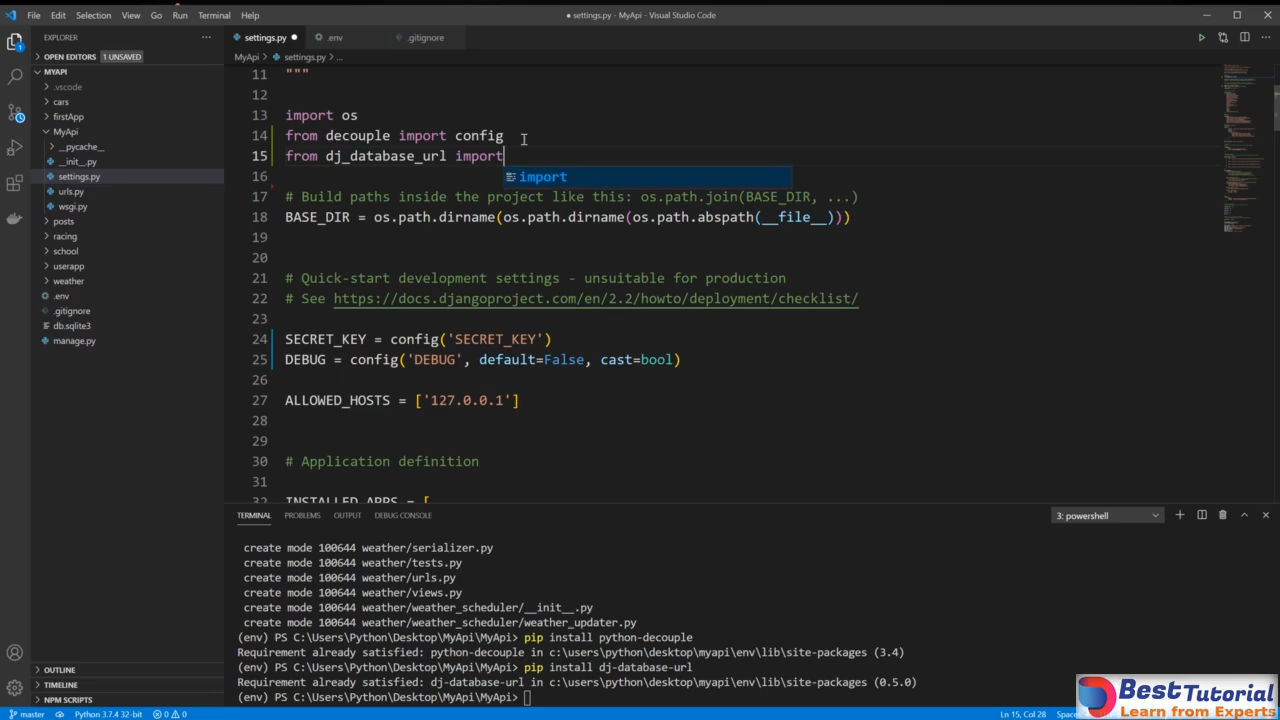 File Edit Selection View Go Run Terminal Help
● settings.py - MyApi - Visual Studio Code
EXPLORER
settings.py ●
.env
.gitignore
OPEN EDITORS 1 UNSAVED
MyApi > settings.py > ...
MYAPI
.vscode
cars
firstApp
MyApi
__pycache__
__init__.py
settings.py
urls.py
wsgi.py
posts
racing
school
userapp
weather
.env
.gitignore
db.sqlite3
manage.py
OUTLINE
TIMELINE
NPM SCRIPTS
11 """
12
13 import os
14 from decouple import config
15 from dj_database_url import
import
16
17 # Build paths inside the project like this: os.path.join(BASE_DIR, ...)
18 BASE_DIR = os.path.dirname(os.path.dirname(os.path.abspath(__file__)))
19
20
21 # Quick-start development settings - unsuitable for production
22 # See https://docs.djangoproject.com/en/2.2/howto/deployment/checklist/
23
24 SECRET_KEY = config('SECRET_KEY')
25 DEBUG = config('DEBUG', default=False, cast=bool)
26
27 ALLOWED_HOSTS = ['127.0.0.1']
28
29
30 # Application definition
31
32 INSTALLED_APPS = [
TERMINAL PROBLEMS OUTPUT DEBUG CONSOLE
3: powershell
create mode 100644 weather/serializer.py
create mode 100644 weather/tests.py
create mode 100644 weather/urls.py
create mode 100644 weather/views.py
create mode 100644 weather/weather_scheduler/__init__.py
create mode 100644 weather/weather_scheduler/weather_updater.py
(env) PS C:\Users\Python\Desktop\MyApi\MyApi> pip install python-decouple
Requirement already satisfied: python-decouple in c:\users\python\desktop\myapi\env\lib\site-packages (3.4)
(env) PS C:\Users\Python\Desktop\MyApi\MyApi> pip install dj-database-url
Requirement already satisfied: dj-database-url in c:\users\python\desktop\myapi\env\lib\site-packages (0.5.0)
(env) PS C:\Users\Python\Desktop\MyApi\MyApi>
master Python 3.7.4 32-bit 0 0
Ln 15, Col 28
BestTutorial
Learn from Experts